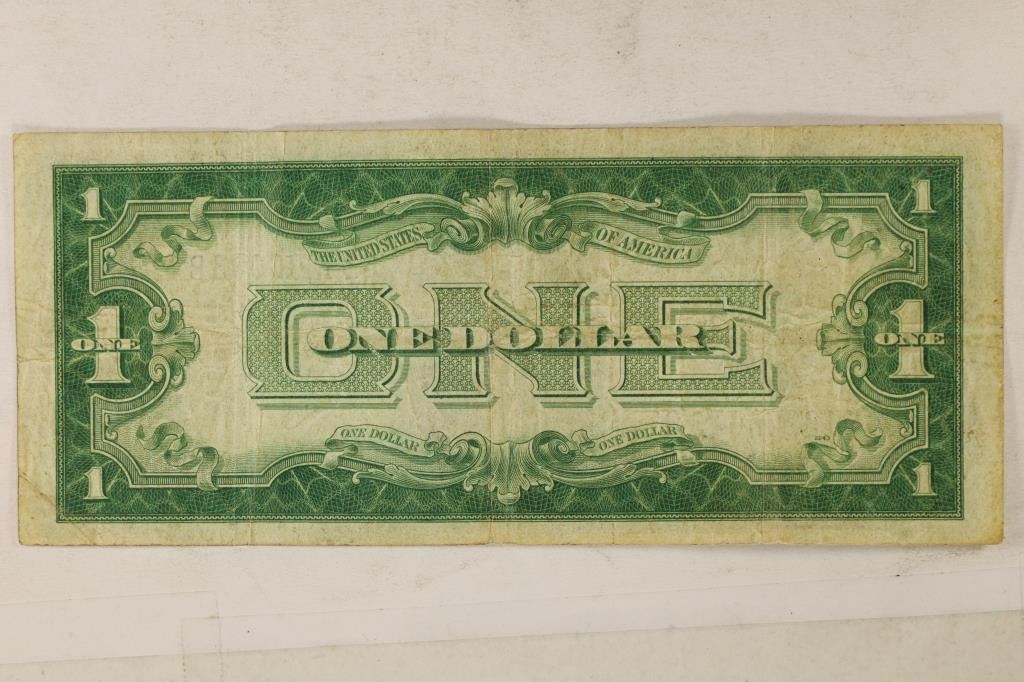 1 1
THE UNITED STATES OF AMERICA
ONE
ONE DOLLAR
1 ONE 1 ONE
ONE DOLLAR ONE DOLLAR
1 1